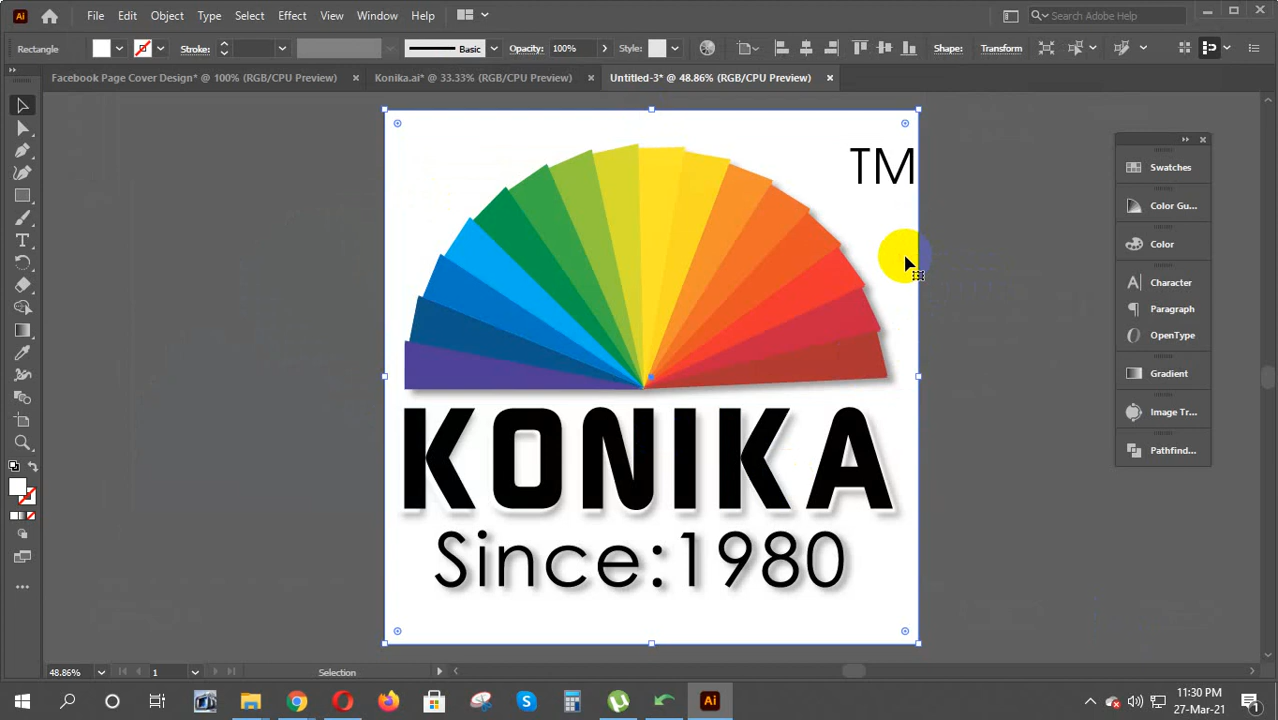 Ai File Edit Object Type Select Effect View Window Help Search Adobe Help
Rectangle Stroke: Basic Opacity: 100% Style: Shape: Transform
Facebook Page Cover Design* @ 100% (RGB/CPU Preview) × Konika.ai* @ 33.33% (RGB/CPU Preview) × Untitled-3* @ 48.86% (RGB/CPU Preview) ×
TM
KONIKA
Since:1980
Swatches
Color Gu...
Color
Character
Paragraph
OpenType
Gradient
Image Tr...
Pathfind...
48.86% 1 Selection
Ai 11:30 PM
27-Mar-21